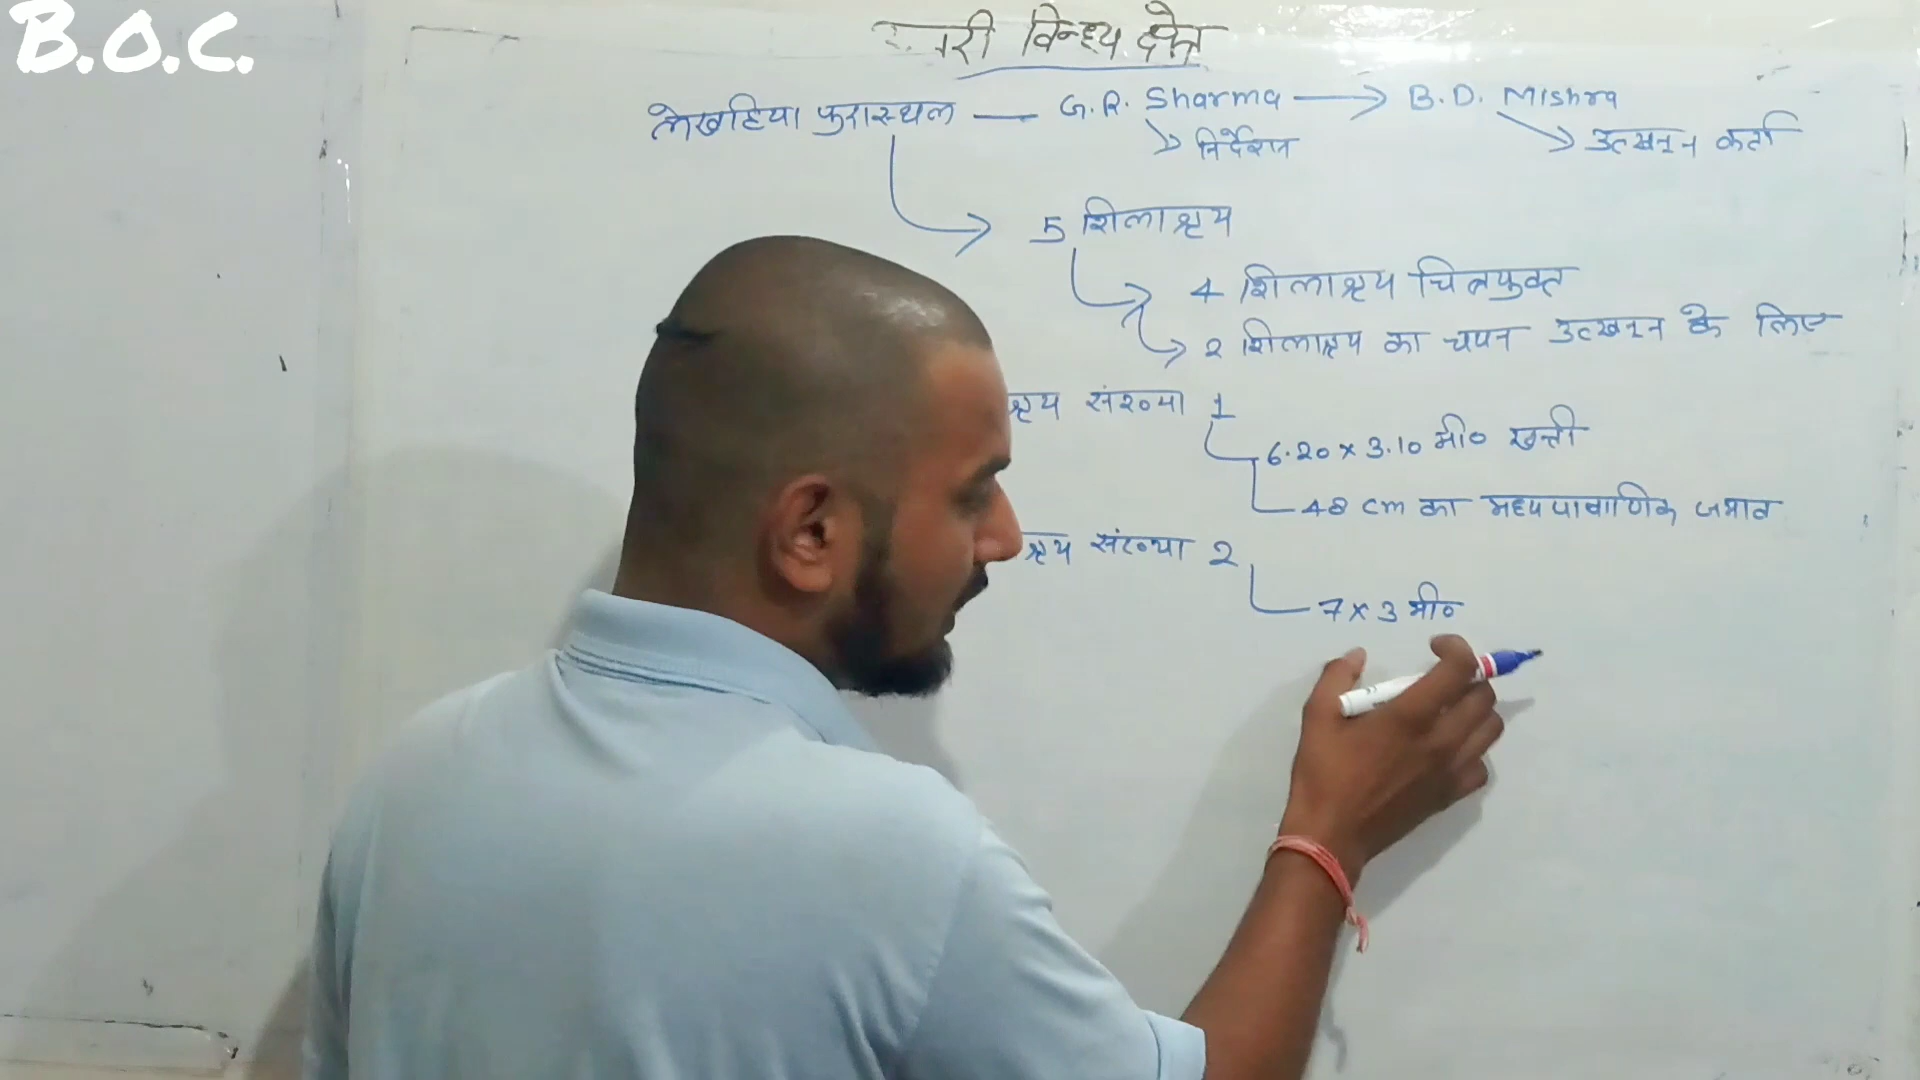 B.O.C.
विन्ध्य क्षेत्र
लेखहिया पुरास्थल — G.R. Sharma → B.D. Mishra
निर्देशन
उत्खनन कर्ता
5 शिलाश्रय
4 शिलाश्रय चित्रयुक्त
2 शिलाश्रय का चयन उत्खनन के लिए
श्रय संख्या 1
6.20 x 3.10 मी० खन्ती
48 cm का मध्यपाषाणिक जमाव
श्रय संख्या 2
7 x 3 मी०